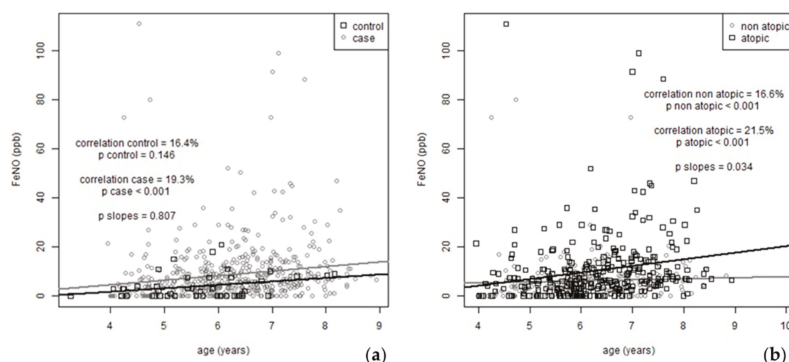 control
case
100
80
60
40
20
0
FeNO (ppb)
correlation control = 16.4%
p control = 0.146
correlation case = 19.3%
p case < 0.001
p slopes = 0.807
4
5
6
7
8
9
age (years)
(a)
non atopic
atopic
100
80
60
40
20
0
FeNO (ppb)
correlation non atopic = 16.6%
p non atopic < 0.001
correlation atopic = 21.5%
p atopic < 0.001
p slopes = 0.034
4
5
6
7
8
9
10
age (years)
(b)